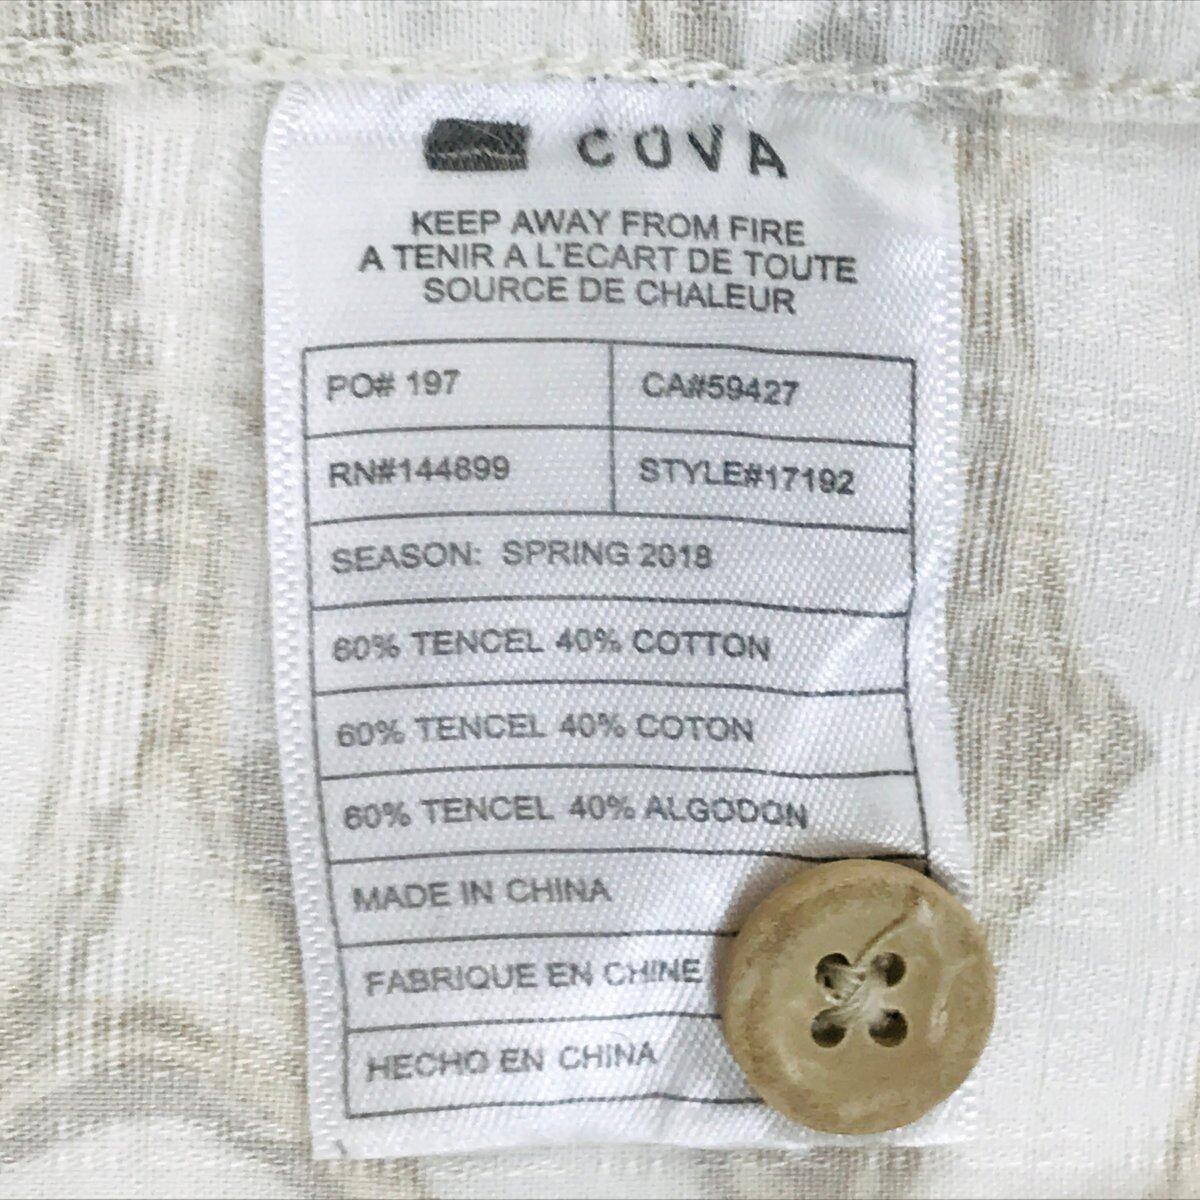 COVA
KEEP AWAY FROM FIRE
A TENIR A L'ECART DE TOUTE
SOURCE DE CHALEUR
PO# 197
CA#59427
RN#144899
STYLE#17192
SEASON: SPRING 2018
60% TENCEL 40% COTTON
60% TENCEL 40% COTON
60% TENCEL 40% ALGODON
MADE IN CHINA
FABRIQUE EN CHINE
HECHO EN CHINA